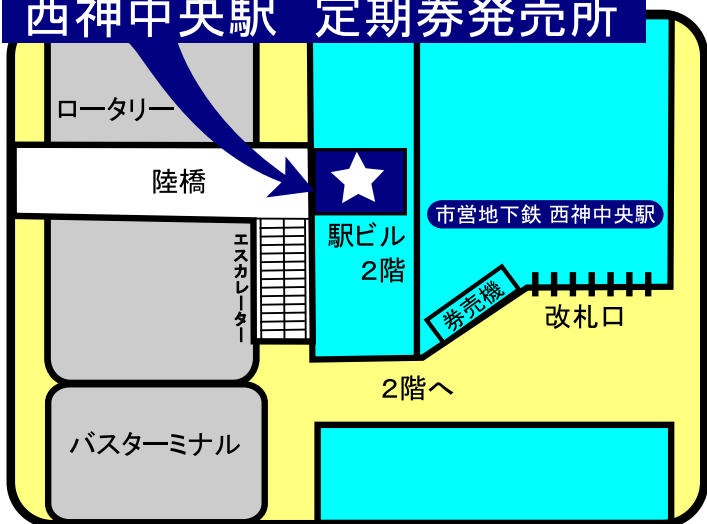 西神中央駅 定期券発売所
ロータリー
陸橋
市営地下鉄 西神中央駅
駅ビル
2階
エスカレーター
券売機
改札口
2階へ
バスターミナル